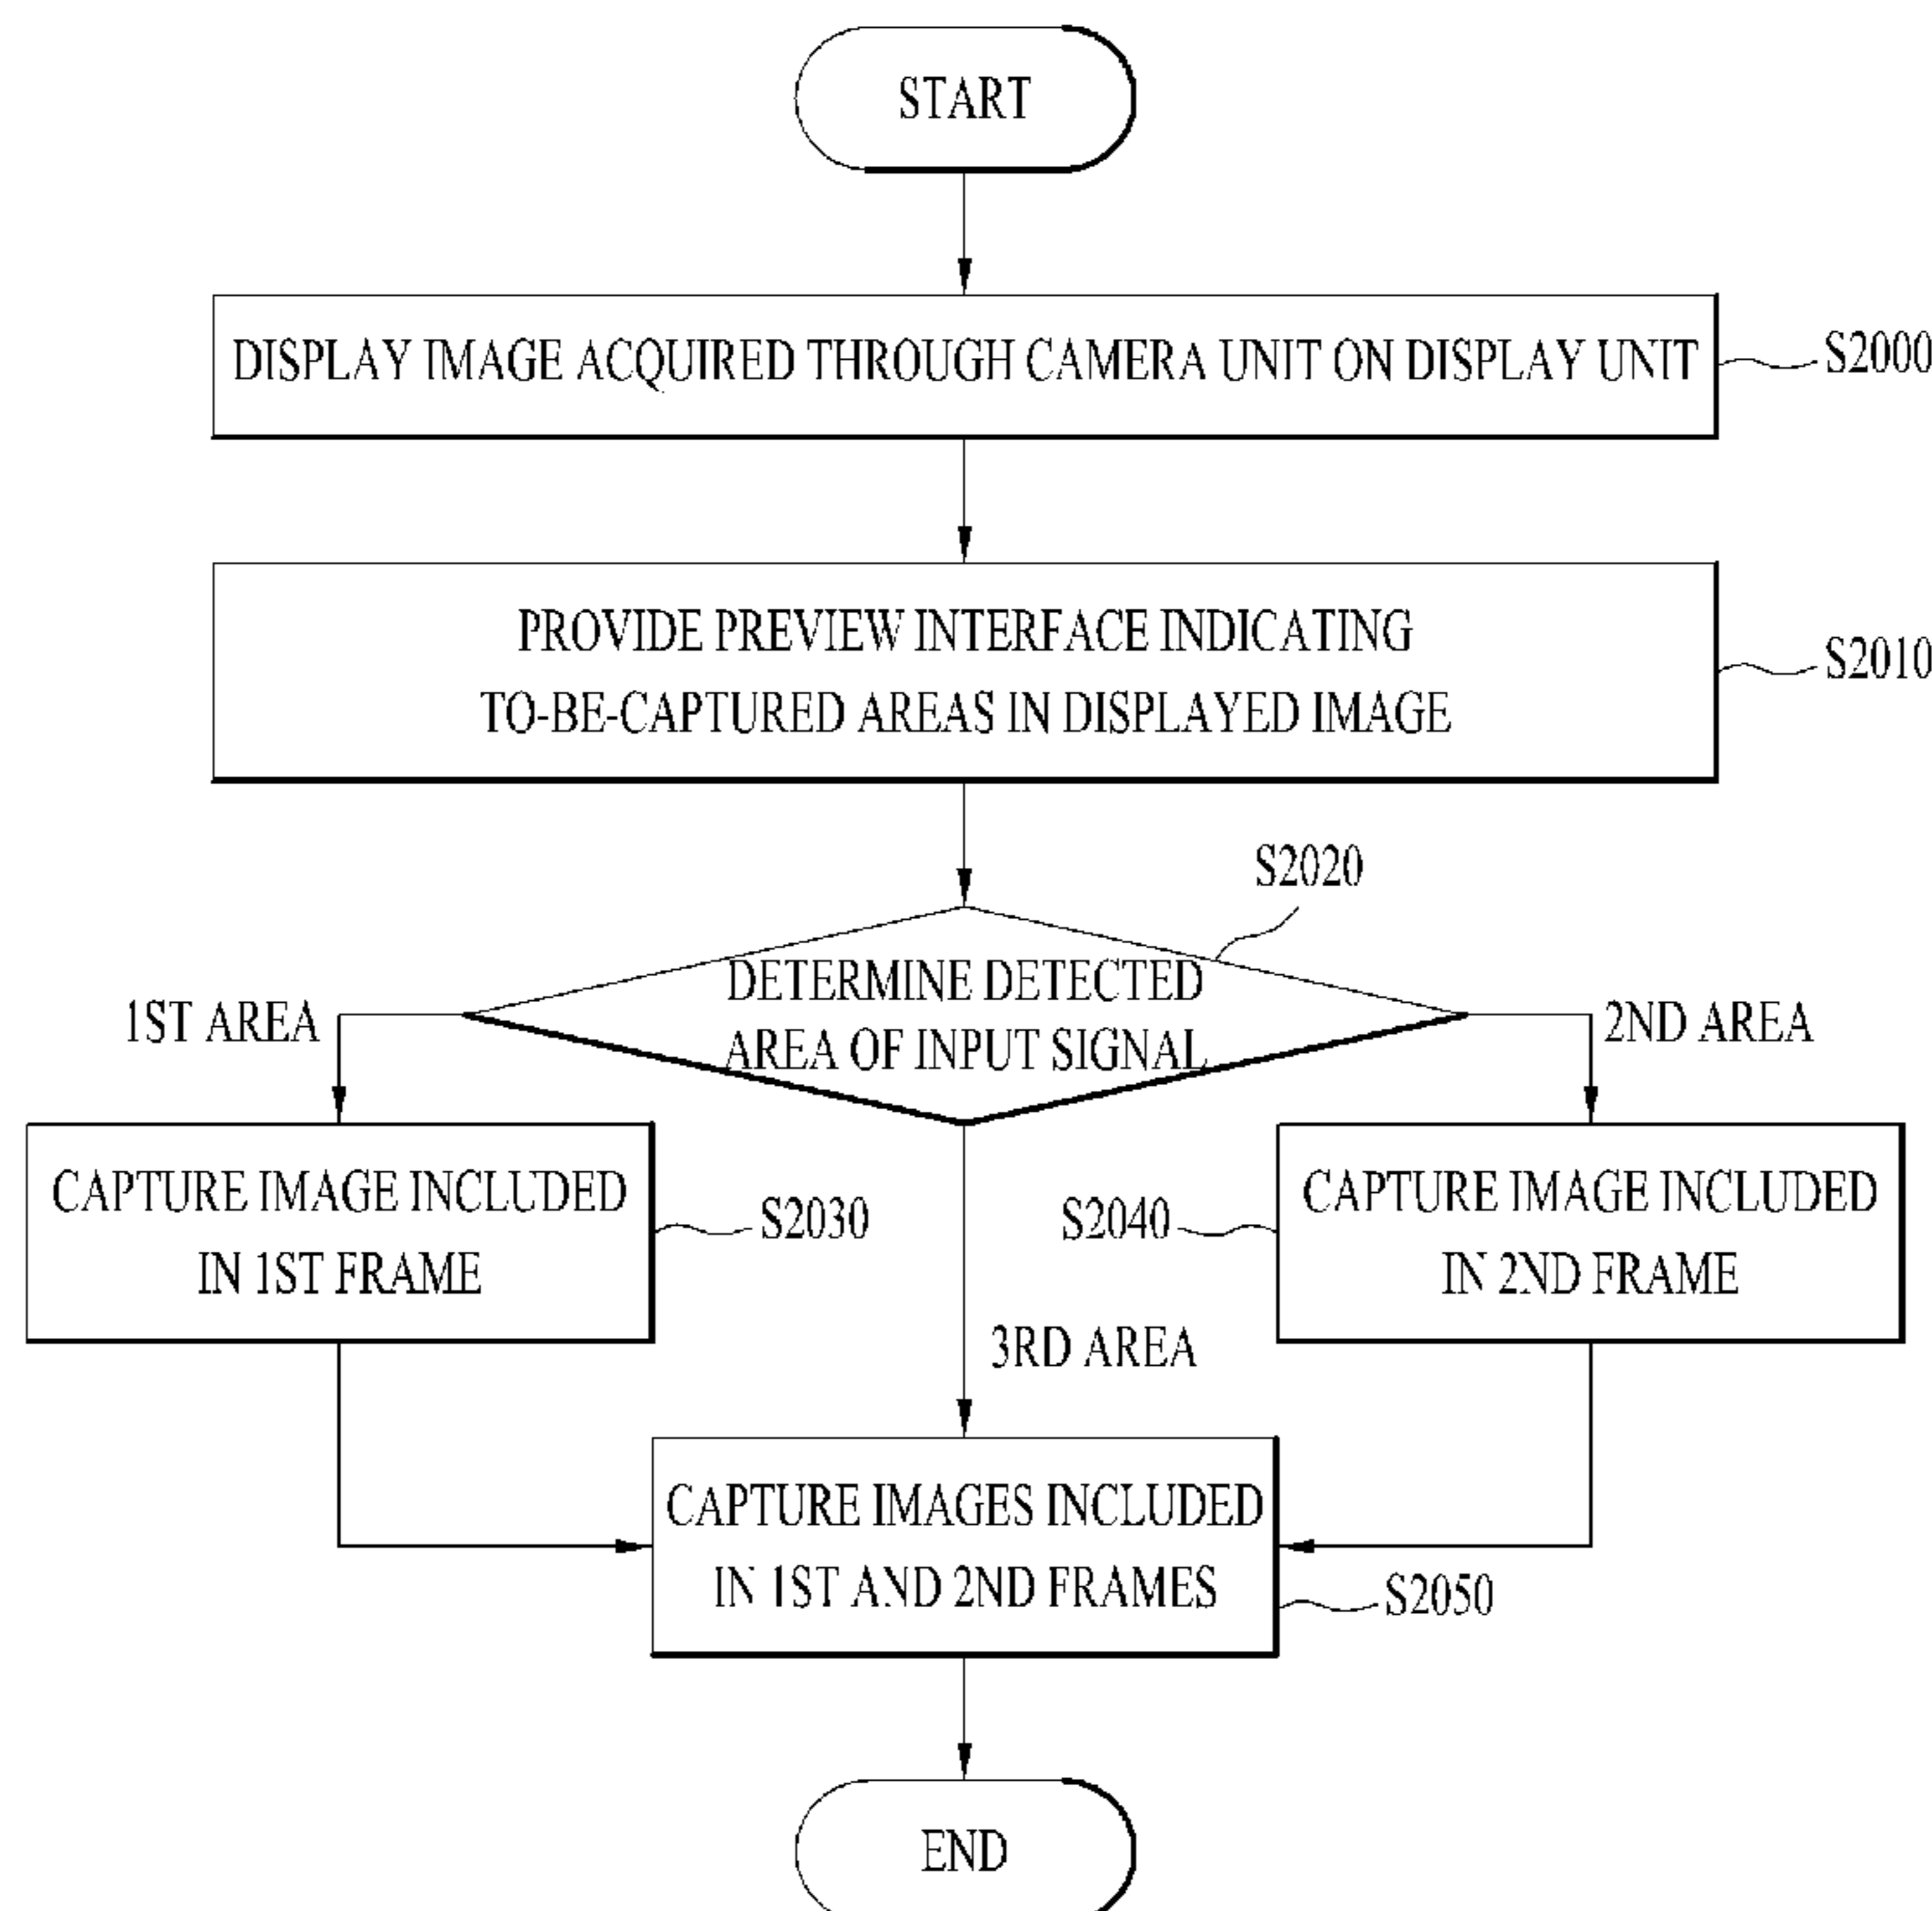 START
DISPLAY IMAGE ACQUIRED THROUGH CAMERA UNIT ON DISPLAY UNIT
S2000
PROVIDE PREVIEW INTERFACE INDICATING
TO-BE-CAPTURED AREAS IN DISPLAYED IMAGE
S2010
S2020
DETERMINE DETECTED
AREA OF INPUT SIGNAL
1ST AREA
2ND AREA
CAPTURE IMAGE INCLUDED
IN 1ST FRAME
S2030
S2040
CAPTURE IMAGE INCLUDED
IN 2ND FRAME
3RD AREA
CAPTURE IMAGES INCLUDED
IN 1ST AND 2ND FRAMES
S2050
END